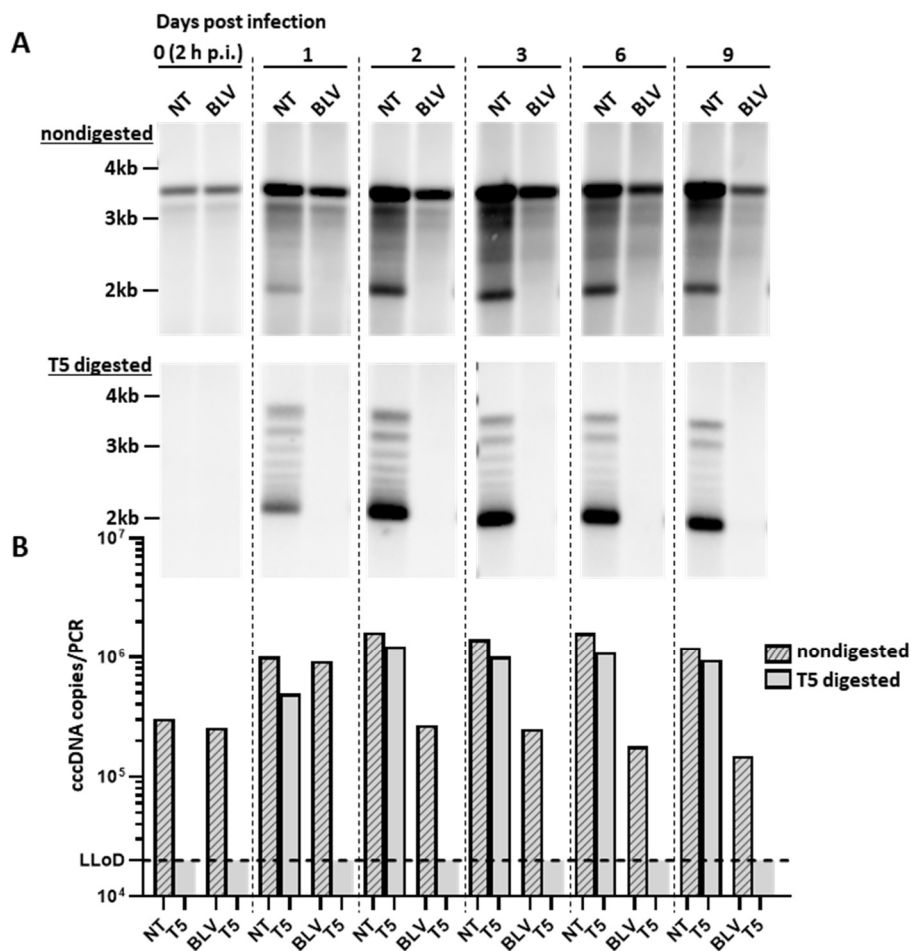 Days post infection
A
0 (2 h p.i.) 1 2 3 6 9
NT BLV NT BLV NT BLV NT BLV NT BLV NT BLV
nondigested
4kb
3kb
2kb
T5 digested
4kb
3kb
2kb
B
10⁷
10⁶
10⁵
LLoD
10⁴
cccDNA copies/PCR
nondigested
T5 digested
NT T5 BLV T5 NT T5 BLV T5 NT T5 BLV T5 NT T5 BLV T5 NT T5 BLV T5 NT T5 BLV T5